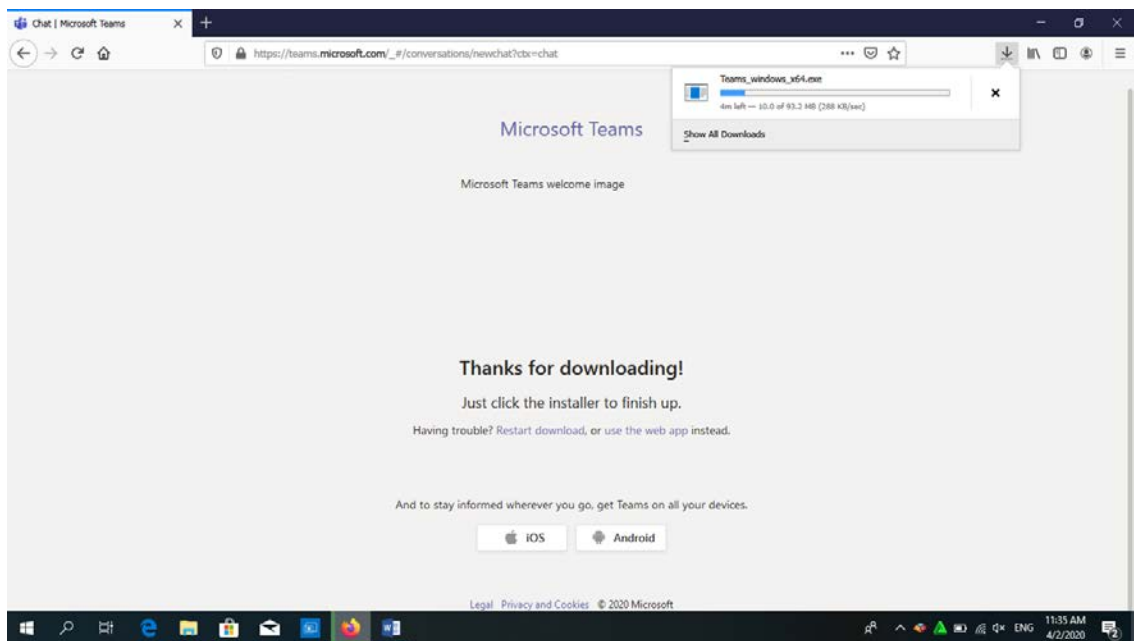 Chat | Microsoft Teams
https://teams.microsoft.com/_#/conversations/newchat?ctx=chat
Teams_windows_x64.exe
4m left — 10.0 of 93.2 MB (288 KB/sec)
Show All Downloads
Microsoft Teams
Microsoft Teams welcome image
Thanks for downloading!
Just click the installer to finish up.
Having trouble? Restart download, or use the web app instead.
And to stay informed wherever you go, get Teams on all your devices.
iOS
Android
Legal Privacy and Cookies © 2020 Microsoft
ENG
11:35 AM
4/2/2020
2